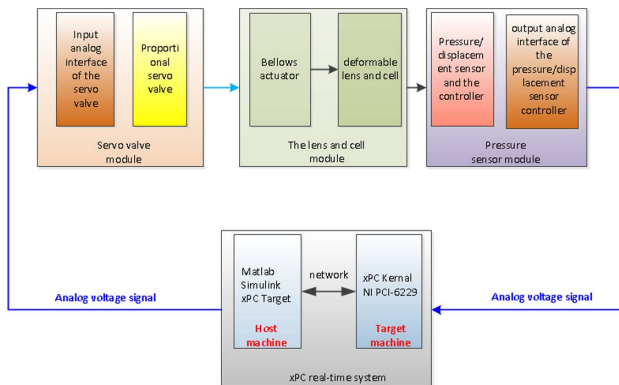 Input
analog
interface
of the
servo
valve
Proporti
onal
servo
valve
Servo valve
module
Bellows
actuator
deformable
lens and cell
The lens and cell
module
Pressure/
displacem
ent sensor
and the
controller
output analog
interface of
the
pressure/disp
lacement
sensor
controller
Pressure
sensor module
Matlab
Simulink
xPC Target
Host
machine
network
xPC Kernal
NI PCI-6229
Target
machine
Analog voltage signal
Analog voltage signal
xPC real-time system